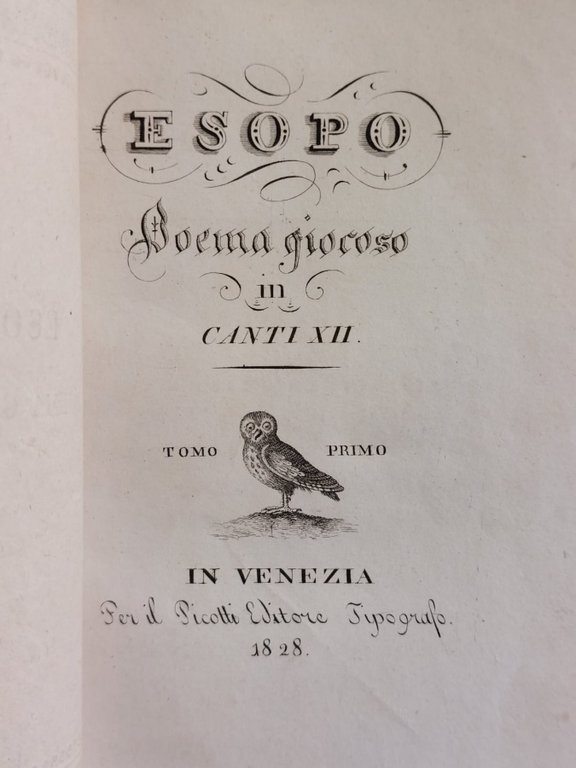 ESOPO
Poema giocoso
in
CANTI XII.
TOMO PRIMO
IN VENEZIA
Per il Picotti Editore Tipografo.
1828.